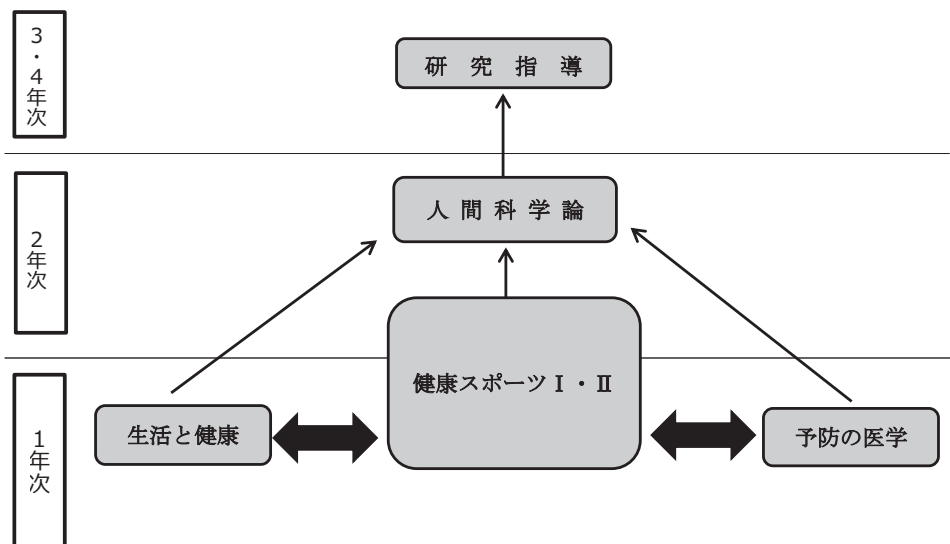 3・4年次
研究指導
2年次
人間科学論
健康スポーツⅠ・Ⅱ
1年次
生活と健康
予防の医学